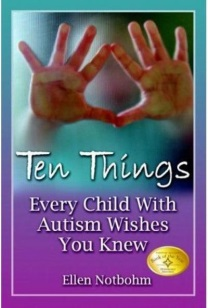 Ten Things
Every Child With
Autism Wishes
You Knew
Ellen Notbohm